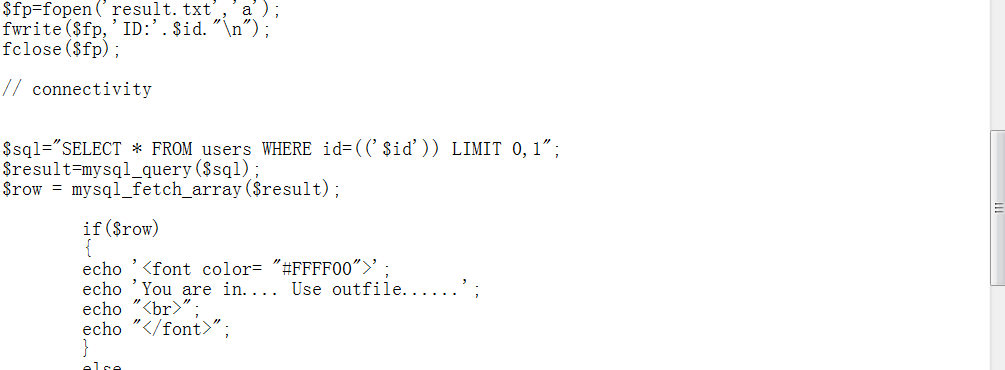 $fp=fopen('result.txt','a');
fwrite($fp,'ID:'.$id."\n");
fclose($fp);
// connectivity
$sql="SELECT * FROM users WHERE id=(('$id')) LIMIT 0,1";
$result=mysql_query($sql);
$row = mysql_fetch_array($result);
if($row)
{
echo '<font color= "#FFFF00">';
echo 'You are in.... Use outfile......';
echo "<br>";
echo "</font>";
}
else